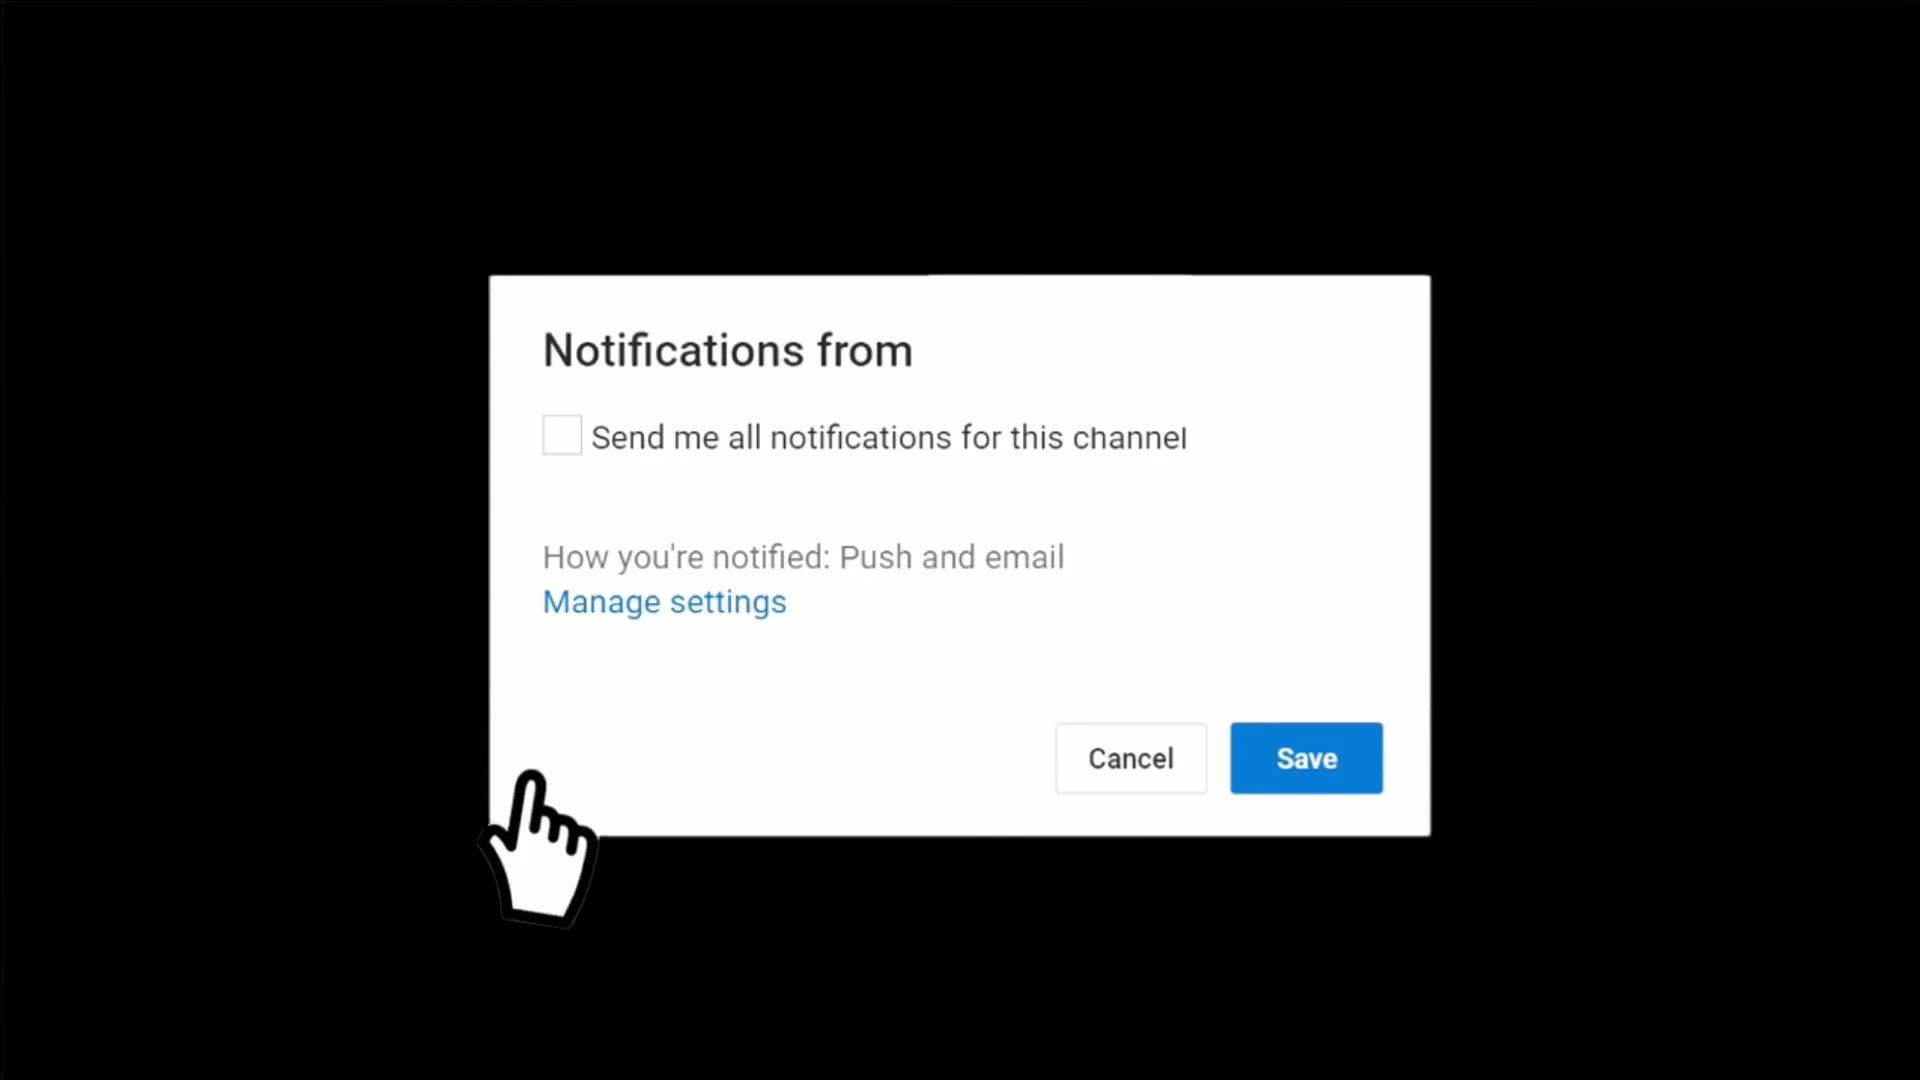 Notifications from
Send me all notifications for this channel
How you're notified: Push and email
Manage settings
Cancel
Save